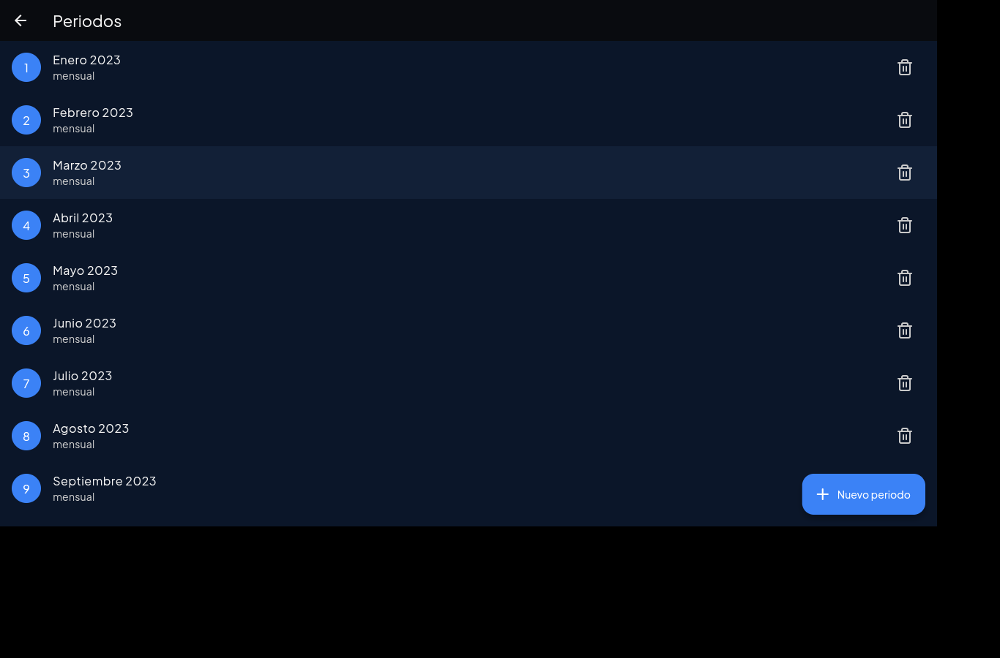 Periodos
1
Enero 2023
mensual
2
Febrero 2023
mensual
3
Marzo 2023
mensual
4
Abril 2023
mensual
5
Mayo 2023
mensual
6
Junio 2023
mensual
7
Julio 2023
mensual
8
Agosto 2023
mensual
9
Septiembre 2023
mensual
Nuevo periodo